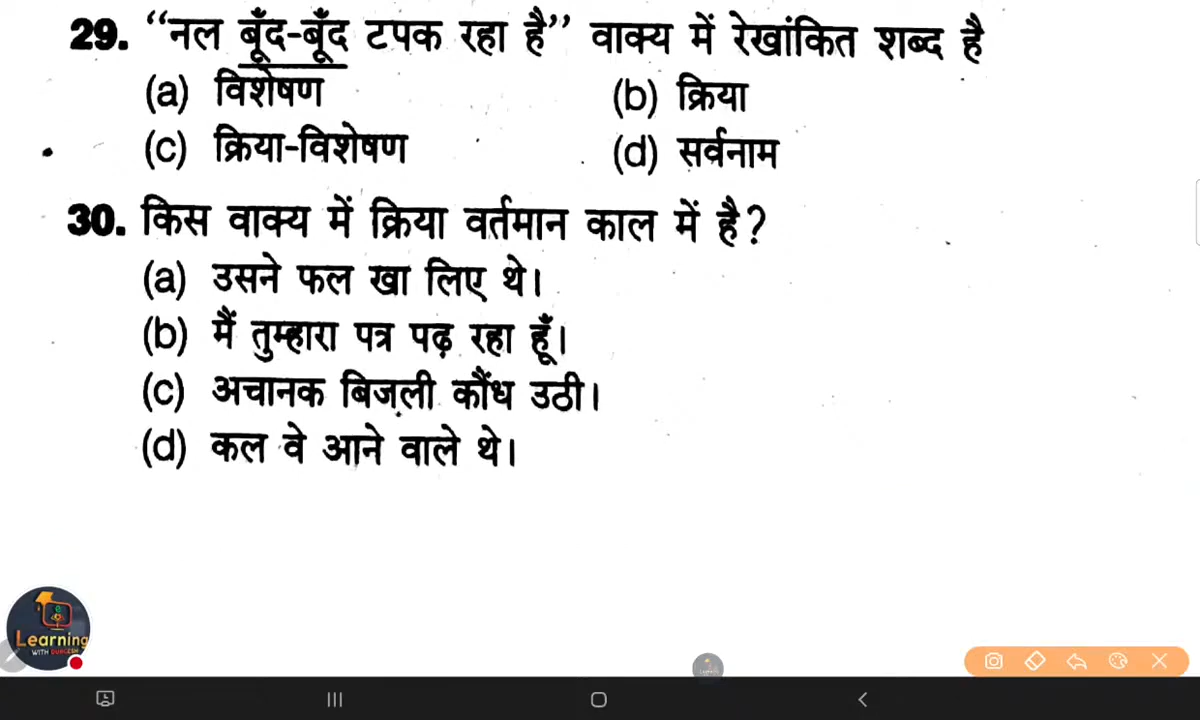 29. “नल बूँद-बूँद टपक रहा है” वाक्य में रेखांकित शब्द है
(a) विशेषण (b) क्रिया
(c) क्रिया-विशेषण (d) सर्वनाम
30. किस वाक्य में क्रिया वर्तमान काल में है?
(a) उसने फल खा लिए थे।
(b) मैं तुम्हारा पत्र पढ़ रहा हूँ।
(c) अचानक बिजली कौंध उठी।
(d) कल वे आने वाले थे।
Learning